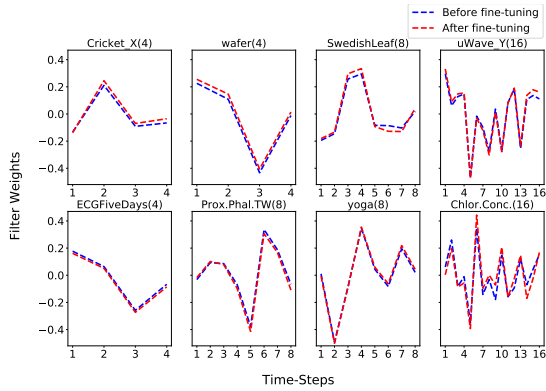 Before fine-tuning
After fine-tuning
Cricket_X(4) wafer(4) SwedishLeaf(8) uWave_Y(16)
0.4
0.2
0.0
−0.2
−0.4
1 2 3 4 1 2 3 4 1 2 3 4 5 6 7 8 1 4 7 10 13 16
ECGFiveDays(4) Prox.Phal.TW(8) yoga(8) Chlor.Conc.(16)
0.4
0.2
0.0
−0.2
−0.4
1 2 3 4 1 2 3 4 5 6 7 8 1 2 3 4 5 6 7 8 1 4 7 10 13 16
Filter Weights
Time-Steps